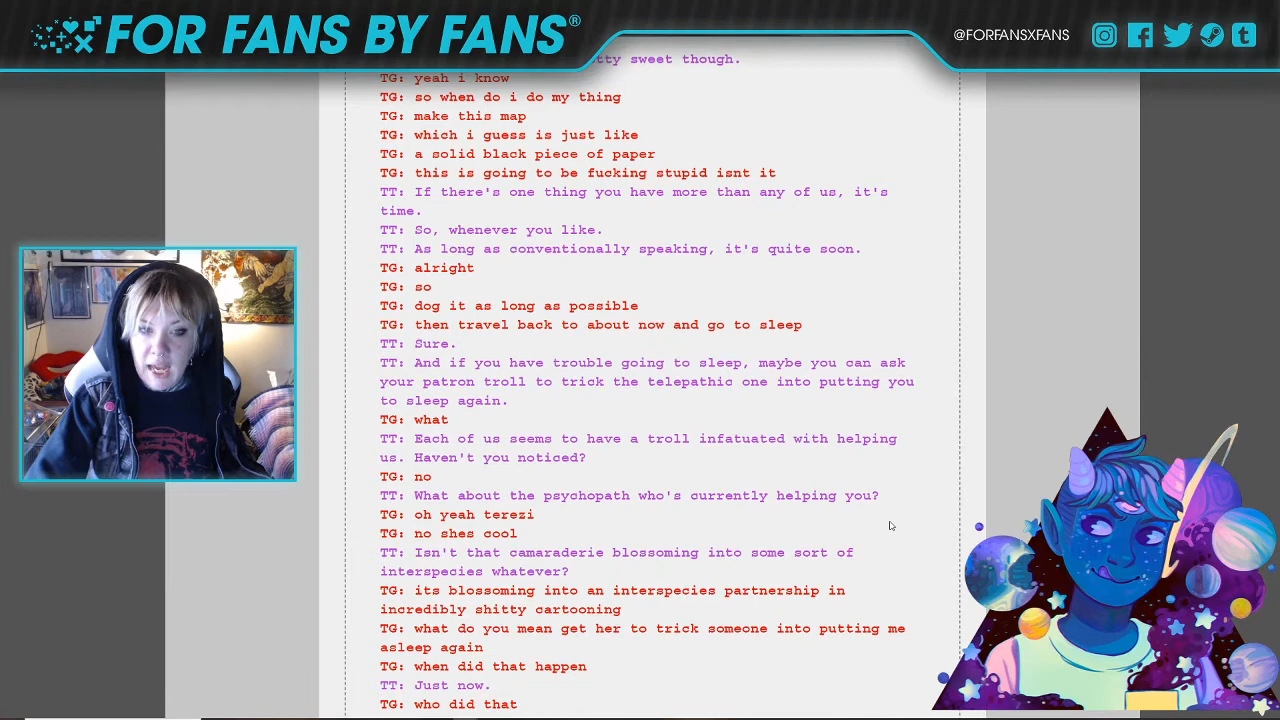 FOR FANS BY FANS®
@FORFANSXFANS
tty sweet though.
TG: yeah i know
TG: so when do i do my thing
TG: make this map
TG: which i guess is just like
TG: a solid black piece of paper
TG: this is going to be fucking stupid isnt it
TT: If there's one thing you have more than any of us, it's
time.
TT: So, whenever you like.
TT: As long as conventionally speaking, it's quite soon.
TG: alright
TG: so
TG: dog it as long as possible
TG: then travel back to about now and go to sleep
TT: Sure.
TT: And if you have trouble going to sleep, maybe you can ask
your patron troll to trick the telepathic one into putting you
to sleep again.
TG: what
TT: Each of us seems to have a troll infatuated with helping
us. Haven't you noticed?
TG: no
TT: What about the psychopath who's currently helping you?
TG: oh yeah terezi
TG: no shes cool
TT: Isn't that camaraderie blossoming into some sort of
interspecies whatever?
TG: its blossoming into an interspecies partnership in
incredibly shitty cartooning
TG: what do you mean get her to trick someone into putting me
asleep again
TG: when did that happen
TT: Just now.
TG: who did that